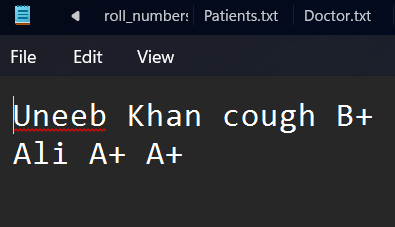 roll_numbers Patients.txt Doctor.txt
File Edit View
Uneeb Khan cough B+
Ali A+ A+